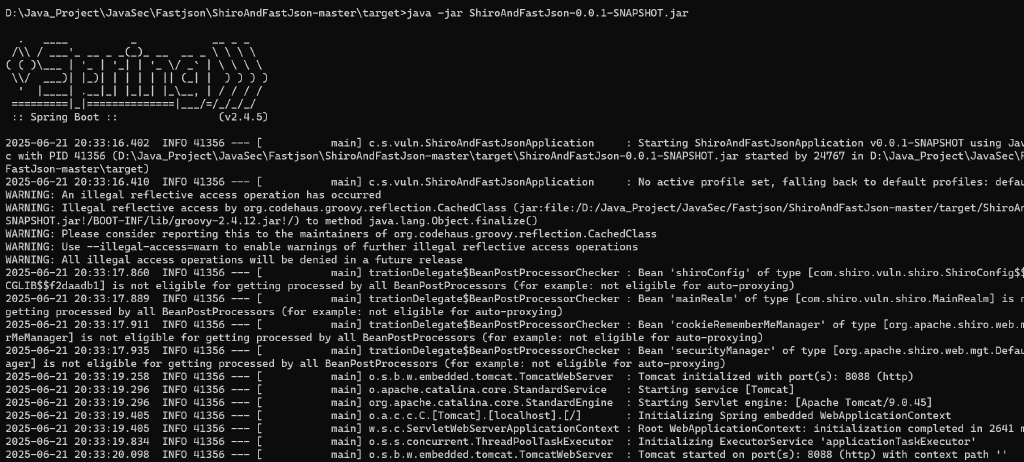 D:\Java_Project\JavaSec\Fastjson\ShiroAndFastJson-master\target>java -jar ShiroAndFastJson-0.0.1-SNAPSHOT.jar
  .   ____          _            __ _ _
 /\\ / ___'_ __ _ _(_)_ __  __ _ \ \ \ \
( ( )\___ | '_ | '_| | '_ \/ _` | \ \ \ \
 \\/  ___)| |_)| | | | | || (_| |  ) ) ) )
  '  |____| .__|_| |_|_| |_\__, | / / / /
 =========|_|==============|___/=/_/_/_/
 :: Spring Boot ::                (v2.4.5)
2025-06-21 20:33:16.402  INFO 41356 --- [           main] c.s.vuln.ShiroAndFastJsonApplication     : Starting ShiroAndFastJsonApplication v0.0.1-SNAPSHOT using Jav
c with PID 41356 (D:\Java_Project\JavaSec\Fastjson\ShiroAndFastJson-master\target\ShiroAndFastJson-0.0.1-SNAPSHOT.jar started by 24767 in D:\Java_Project\JavaSec\F
FastJson-master\target)
2025-06-21 20:33:16.410  INFO 41356 --- [           main] c.s.vuln.ShiroAndFastJsonApplication     : No active profile set, falling back to default profiles: defau
WARNING: An illegal reflective access operation has occurred
WARNING: Illegal reflective access by org.codehaus.groovy.reflection.CachedClass (jar:file:/D:/Java_Project/JavaSec/Fastjson/ShiroAndFastJson-master/target/ShiroAn
SNAPSHOT.jar!/BOOT-INF/lib/groovy-2.4.12.jar!/) to method java.lang.Object.finalize()
WARNING: Please consider reporting this to the maintainers of org.codehaus.groovy.reflection.CachedClass
WARNING: Use --illegal-access=warn to enable warnings of further illegal reflective access operations
WARNING: All illegal access operations will be denied in a future release
2025-06-21 20:33:17.860  INFO 41356 --- [           main] trationDelegate$BeanPostProcessorChecker : Bean 'shiroConfig' of type [com.shiro.vuln.shiro.ShiroConfig$$
CGLIB$$f2daadb1] is not eligible for getting processed by all BeanPostProcessors (for example: not eligible for auto-proxying)
2025-06-21 20:33:17.889  INFO 41356 --- [           main] trationDelegate$BeanPostProcessorChecker : Bean 'mainRealm' of type [com.shiro.vuln.shiro.MainRealm] is n
getting processed by all BeanPostProcessors (for example: not eligible for auto-proxying)
2025-06-21 20:33:17.911  INFO 41356 --- [           main] trationDelegate$BeanPostProcessorChecker : Bean 'cookieRememberMeManager' of type [org.apache.shiro.web.m
rMeManager] is not eligible for getting processed by all BeanPostProcessors (for example: not eligible for auto-proxying)
2025-06-21 20:33:17.935  INFO 41356 --- [           main] trationDelegate$BeanPostProcessorChecker : Bean 'securityManager' of type [org.apache.shiro.web.mgt.Defau
ager] is not eligible for getting processed by all BeanPostProcessors (for example: not eligible for auto-proxying)
2025-06-21 20:33:19.258  INFO 41356 --- [           main] o.s.b.w.embedded.tomcat.TomcatWebServer  : Tomcat initialized with port(s): 8088 (http)
2025-06-21 20:33:19.296  INFO 41356 --- [           main] o.apache.catalina.core.StandardService   : Starting service [Tomcat]
2025-06-21 20:33:19.296  INFO 41356 --- [           main] org.apache.catalina.core.StandardEngine  : Starting Servlet engine: [Apache Tomcat/9.0.45]
2025-06-21 20:33:19.405  INFO 41356 --- [           main] o.a.c.c.C.[Tomcat].[localhost].[/]       : Initializing Spring embedded WebApplicationContext
2025-06-21 20:33:19.405  INFO 41356 --- [           main] w.s.c.ServletWebServerApplicationContext : Root WebApplicationContext: initialization completed in 2641 m
2025-06-21 20:33:19.834  INFO 41356 --- [           main] o.s.s.concurrent.ThreadPoolTaskExecutor  : Initializing ExecutorService 'applicationTaskExecutor'
2025-06-21 20:33:20.098  INFO 41356 --- [           main] o.s.b.w.embedded.tomcat.TomcatWebServer  : Tomcat started on port(s): 8088 (http) with context path ''